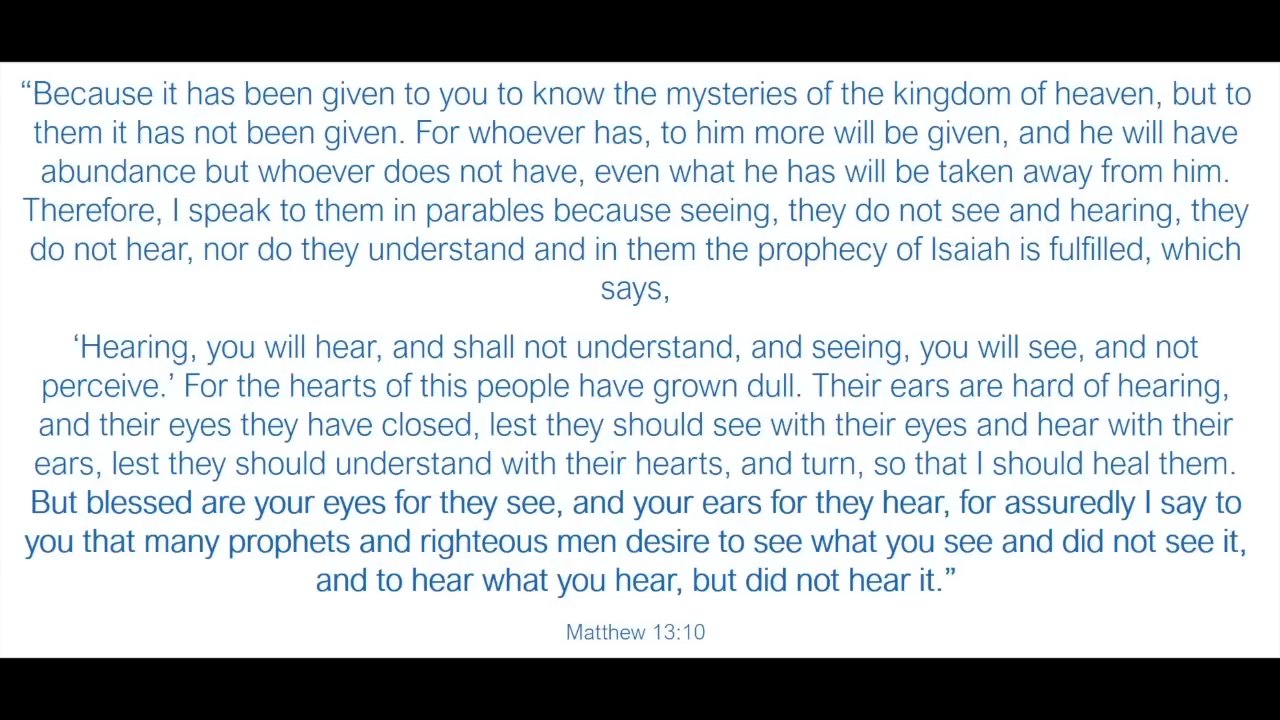 “Because it has been given to you to know the mysteries of the kingdom of heaven, but to
them it has not been given. For whoever has, to him more will be given, and he will have
abundance but whoever does not have, even what he has will be taken away from him.
Therefore, I speak to them in parables because seeing, they do not see and hearing, they
do not hear, nor do they understand and in them the prophecy of Isaiah is fulfilled, which
says,
‘Hearing, you will hear, and shall not understand, and seeing, you will see, and not
perceive.’ For the hearts of this people have grown dull. Their ears are hard of hearing,
and their eyes they have closed, lest they should see with their eyes and hear with their
ears, lest they should understand with their hearts, and turn, so that I should heal them.
But blessed are your eyes for they see, and your ears for they hear, for assuredly I say to
you that many prophets and righteous men desire to see what you see and did not see it,
and to hear what you hear, but did not hear it.”
Matthew 13:10